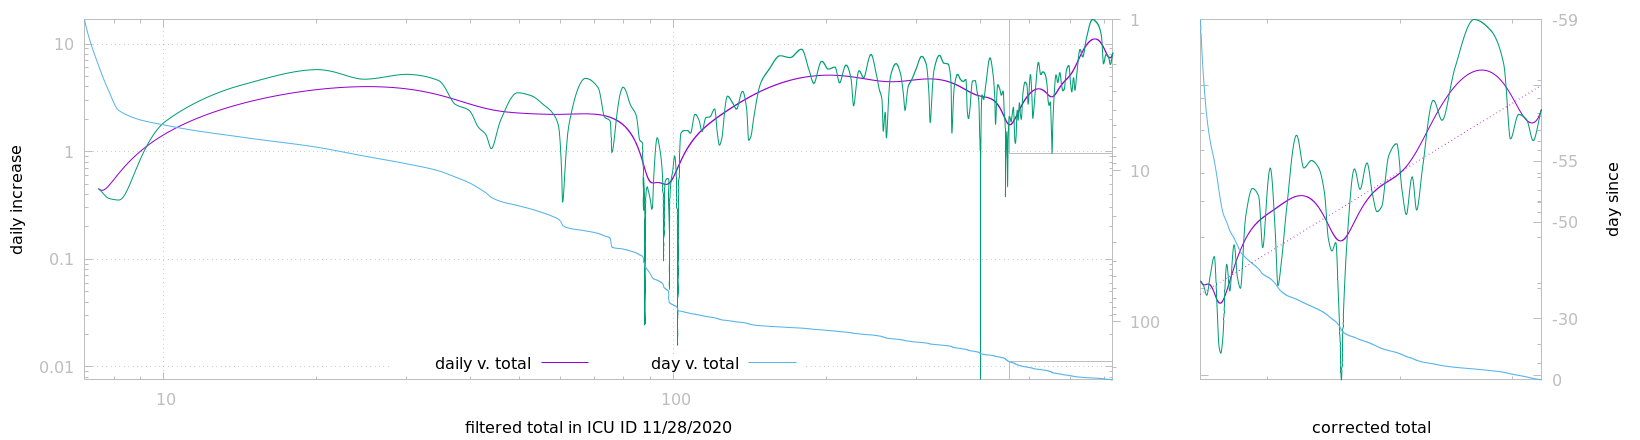 10
1
0.1
0.01
daily increase
daily v. total
day v. total
10
100
filtered total in ICU ID 11/28/2020
1
10
100
-59
-55
-50
-30
0
day since
corrected total